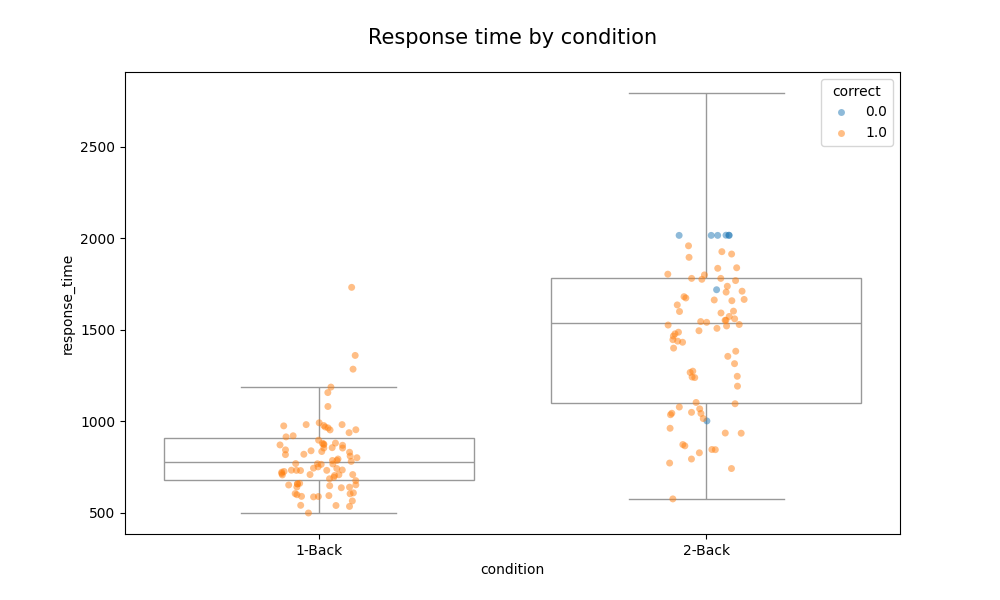 Response time by condition
correct
0.0
1.0
2500
2000
1500
1000
500
response_time
1-Back
2-Back
condition